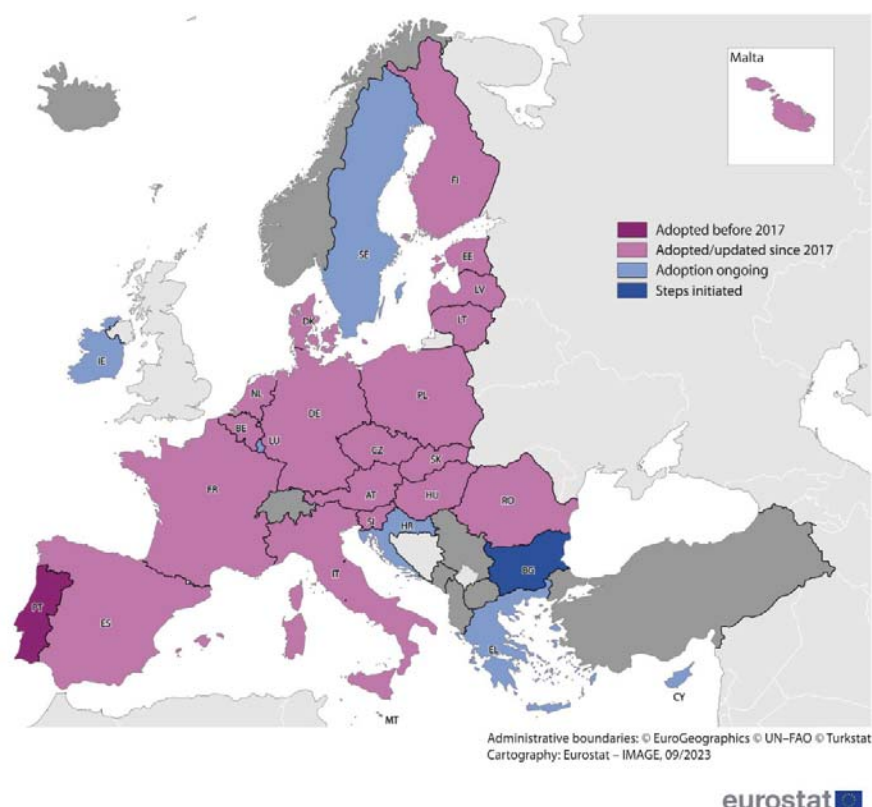 Malta
FI
Adopted before 2017
Adopted/updated since 2017
Adoption ongoing
Steps initiated
SE
EE
LV
LT
DK
IE
NL
DE
PL
BE
LU
CZ
SK
FR
AT
HU
RO
SI
HR
IT
BG
PT
ES
EL
CY
MT
Administrative boundaries: © EuroGeographics © UN–FAO © Turkstat
Cartography: Eurostat – IMAGE, 09/2023
eurostat